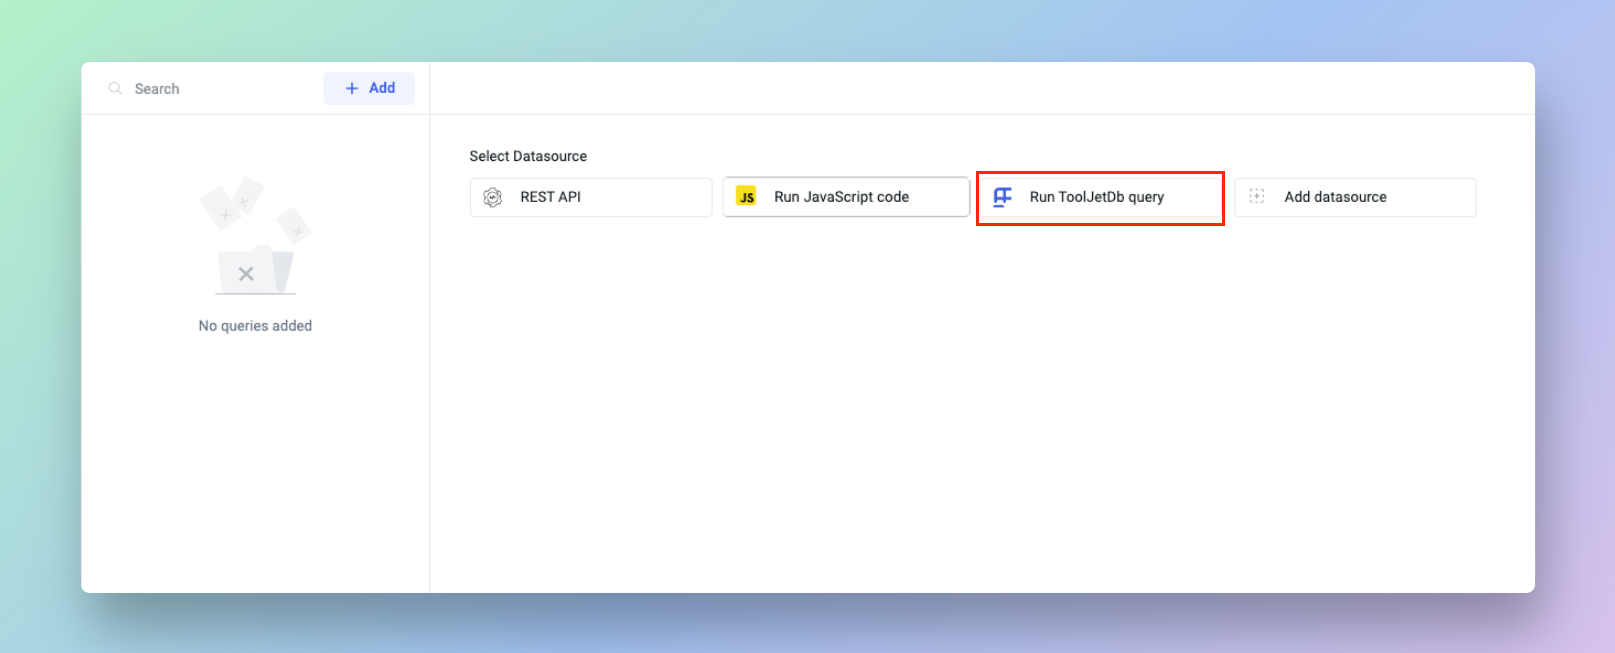 Search
Add
Select Datasource
REST API
JS
Run JavaScript code
Run ToolJetDb query
Add datasource
No queries added